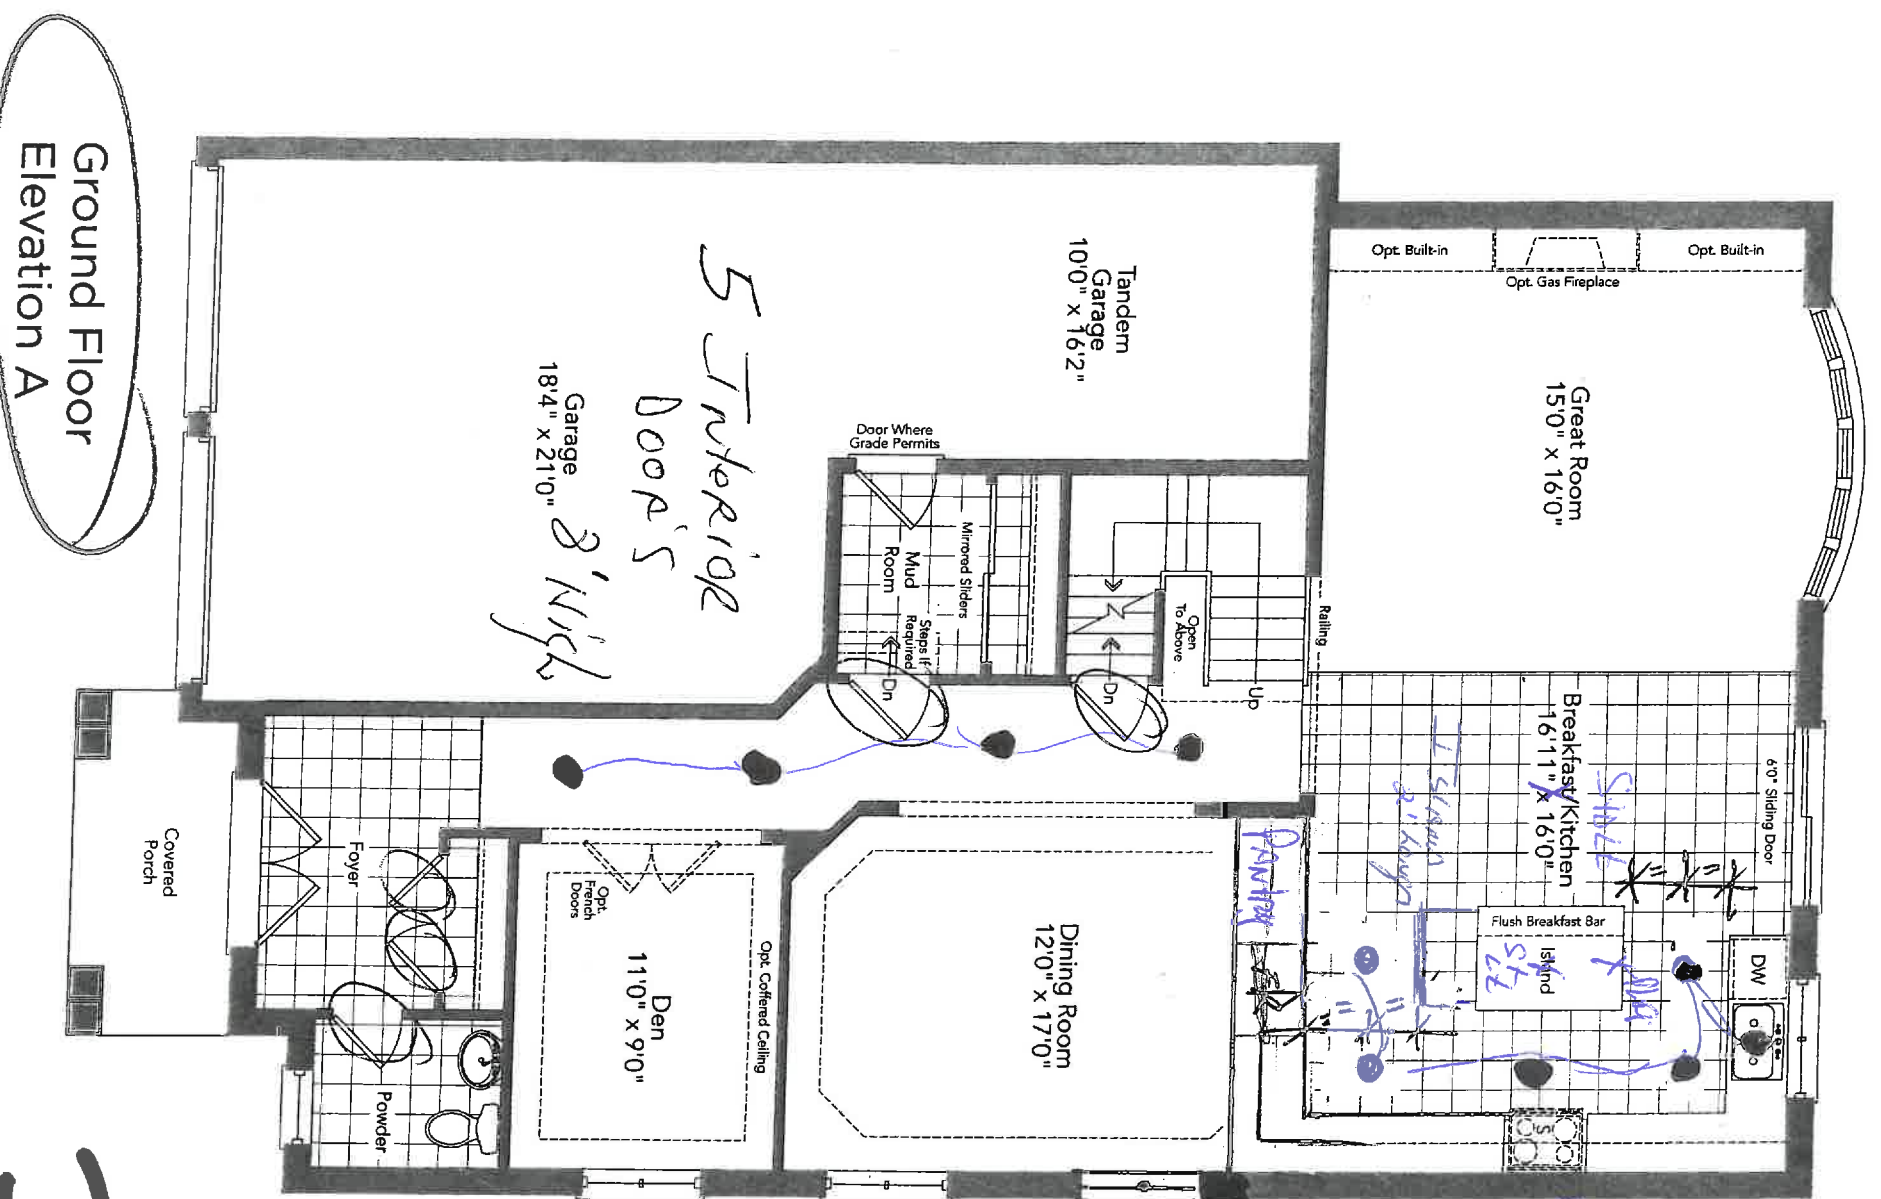 Ground Floor
Elevation A
Tandem
Garage
10'0" x 16'2"
5 Interior
Door's
8' High
Garage
18'4" x 21'0"
Door Where
Grade Permits
Mirrored Sliders
Mud
Room
Steps If
Required
Dn
Dn
Up
Open
To Above
Railing
Opt. Built-in
Opt. Gas Fireplace
Opt. Built-in
Great Room
15'0" x 16'0"
Breakfast/Kitchen
16'11" x 16'0"
6'0" Sliding Door
Flush Breakfast Bar
Island
DW
S
Island
2' Longer
Pantry
Dining Room
12'0" x 17'0"
Opt. Coffered Ceiling
Den
11'0" x 9'0"
Opt.
French
Doors
Foyer
Covered
Porch
Powder